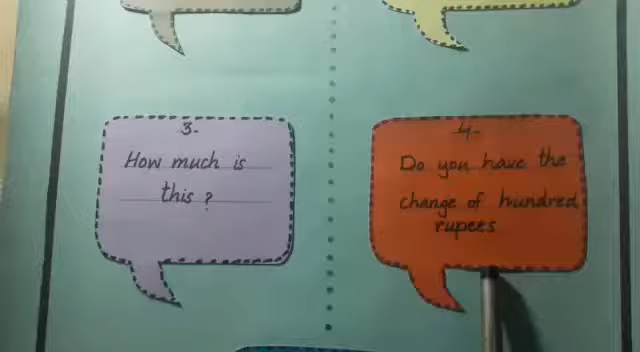 3-
How much is
this ?
4-
Do you have the
change of hundred
rupees